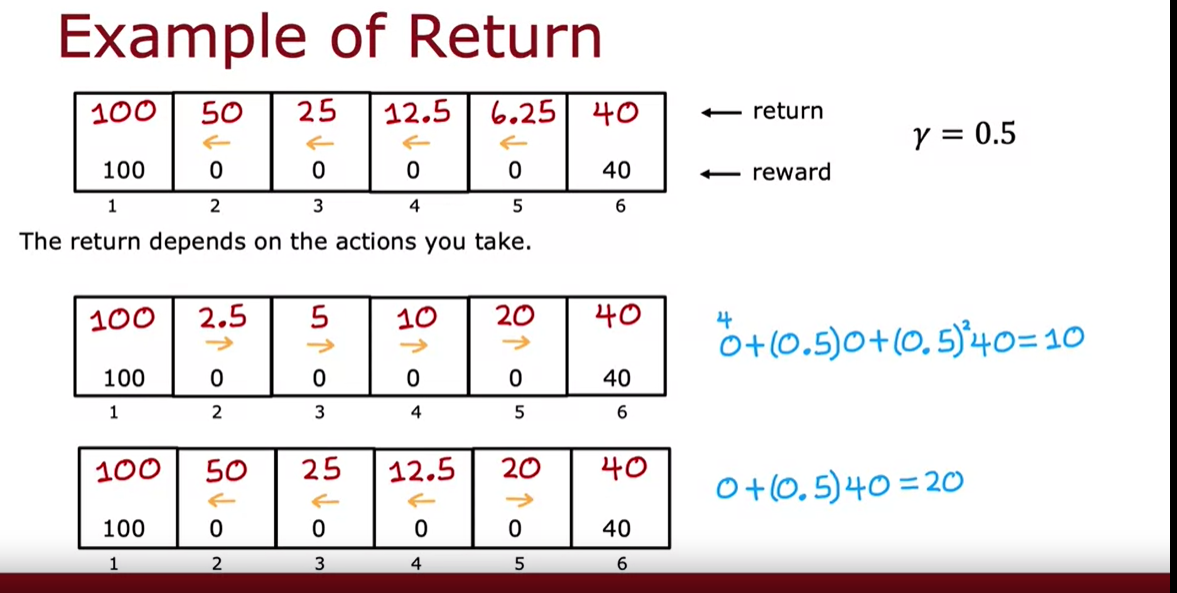 Example of Return
100 50 25 12.5 6.25 40 ← return
← ← ← ← γ = 0.5
100 0 0 0 0 40 ← reward
1 2 3 4 5 6
The return depends on the actions you take.
100 2.5 5 10 20 40
→ → → →
4
0+(0.5)0+(0.5)²40=10
100 0 0 0 0 40
1 2 3 4 5 6
100 50 25 12.5 20 40
← ← ← →
0+(0.5)40=20
100 0 0 0 0 40
1 2 3 4 5 6